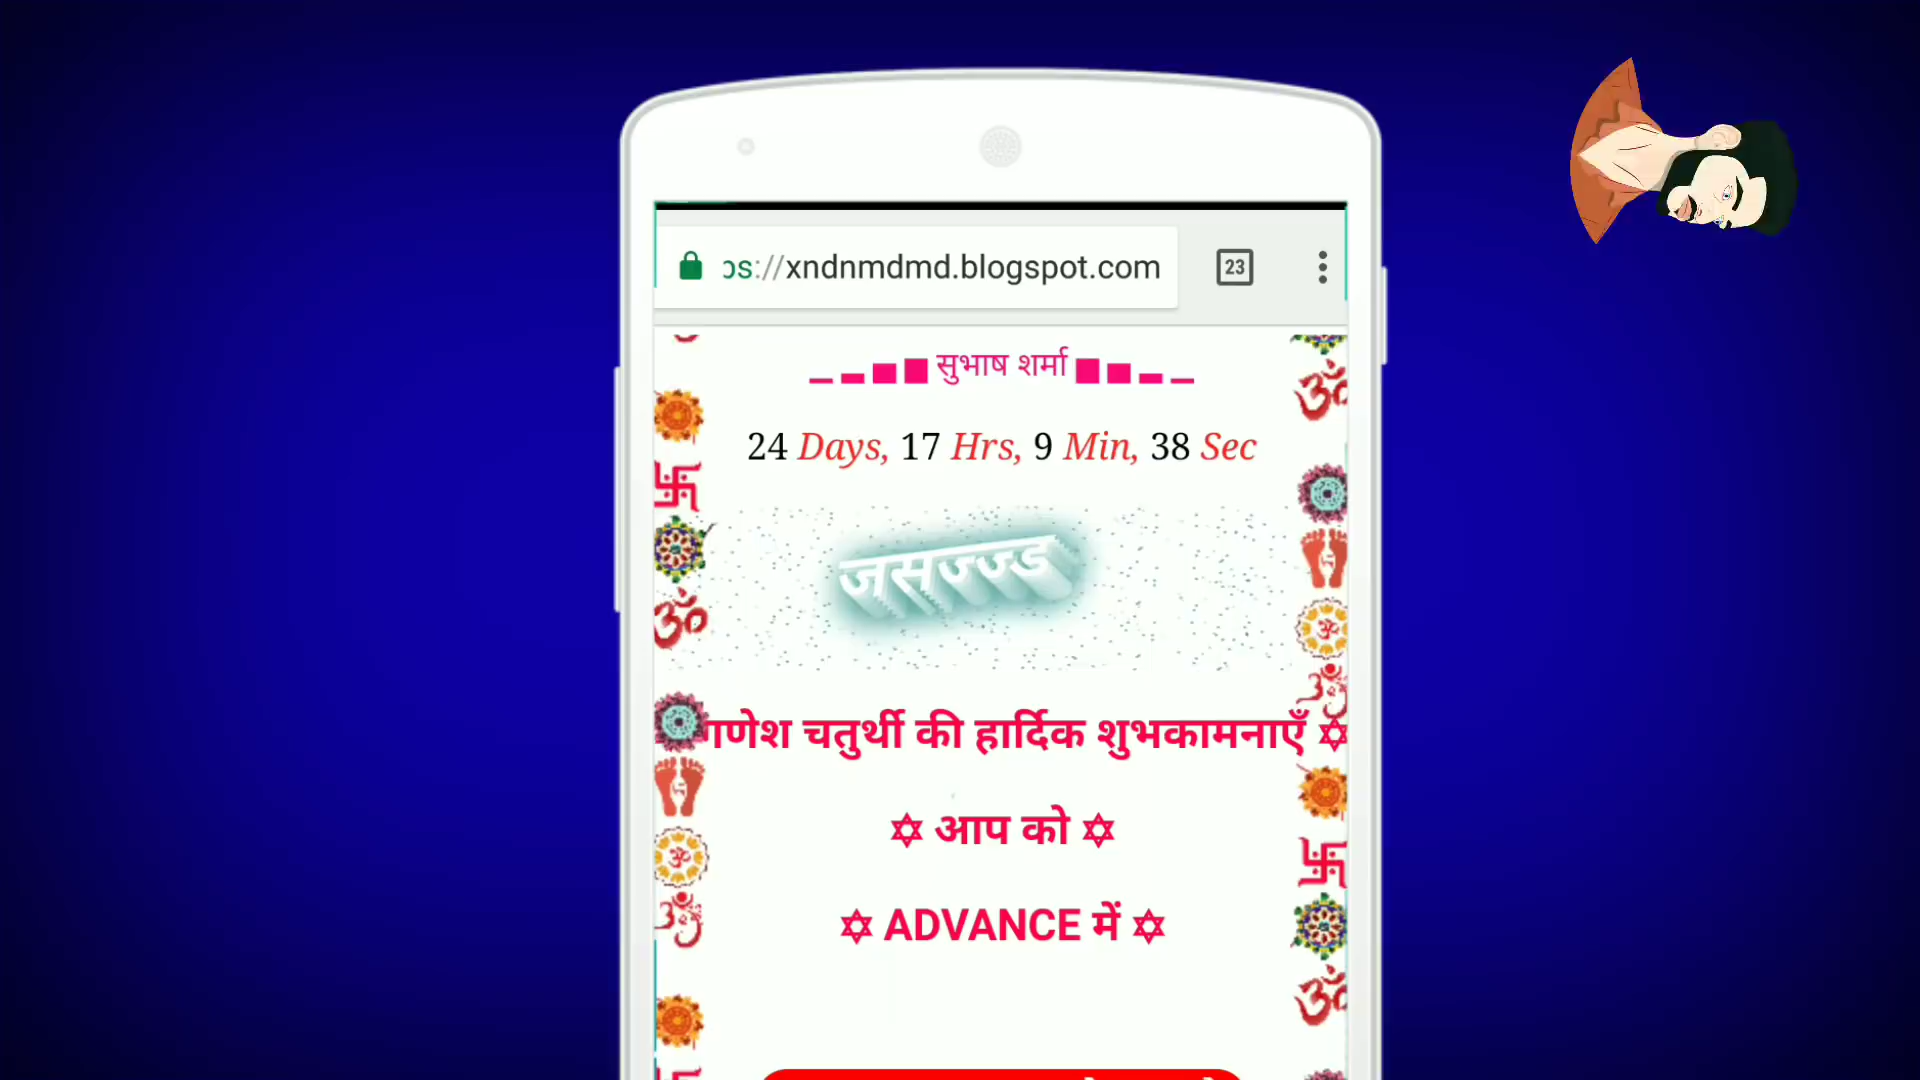 ps://xndnmdmd.blogspot.com
23
सुभाष शर्मा
24 Days, 17 Hrs, 9 Min, 38 Sec
जसज्ज्ड
गणेश चतुर्थी की हार्दिक शुभकामनाएँ ✡
✡ आप को ✡
✡ ADVANCE में ✡